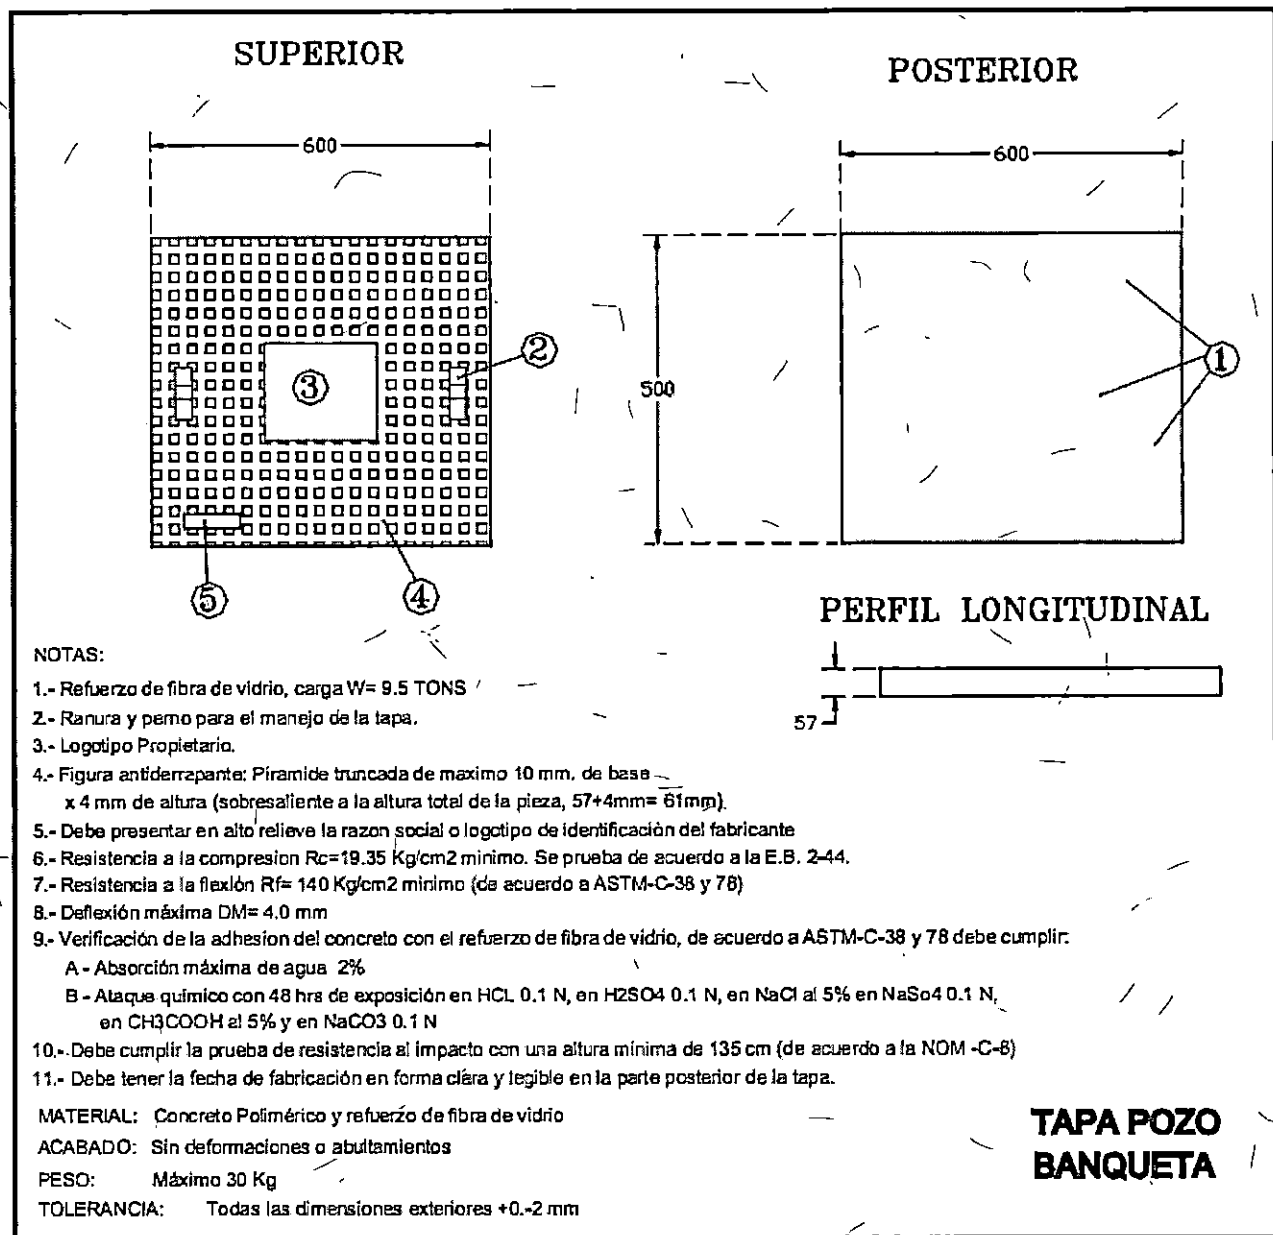 SUPERIOR
POSTERIOR
600
600
2
3
500
1
5
4
PERFIL LONGITUDINAL
57
NOTAS:
1.- Refuerzo de fibra de vidrio, carga W= 9.5 TONS
2.- Ranura y perno para el manejo de la tapa.
3.- Logotipo Propietario.
4.- Figura antiderrapante: Piramide truncada de maximo 10 mm. de base
x 4 mm de altura (sobresaliente a la altura total de la pieza, 57+4mm= 61mm).
5.- Debe presentar en alto relieve la razon social o logotipo de identificación del fabricante
6.- Resistencia a la compresion Rc=19.35 Kg/cm2 minimo. Se prueba de acuerdo a la E.B. 2-44.
7.- Resistencia a la flexión Rf= 140 Kg/cm2 minimo (de acuerdo a ASTM-C-38 y 78)
8.- Deflexión máxima DM= 4.0 mm
9.- Verificación de la adhesion del concreto con el refuerzo de fibra de vidrio, de acuerdo a ASTM-C-38 y 78 debe cumplir:
A - Absorción máxima de agua 2%
B - Ataque químico con 48 hrs de exposición en HCL 0.1 N, en H2SO4 0.1 N, en NaCl al 5% en NaSo4 0.1 N,
en CH3COOH al 5% y en NaCO3 0.1 N
10.- Debe cumplir la prueba de resistencia al impacto con una altura mínima de 135 cm (de acuerdo a la NOM -C-8)
11.- Debe tener la fecha de fabricación en forma clara y legible en la parte posterior de la tapa.
MATERIAL: Concreto Polimérico y refuerzo de fibra de vidrio
ACABADO: Sin deformaciones o abultamientos
PESO: Máximo 30 Kg
TOLERANCIA: Todas las dimensiones exteriores +0.-2 mm
TAPA POZO
BANQUETA